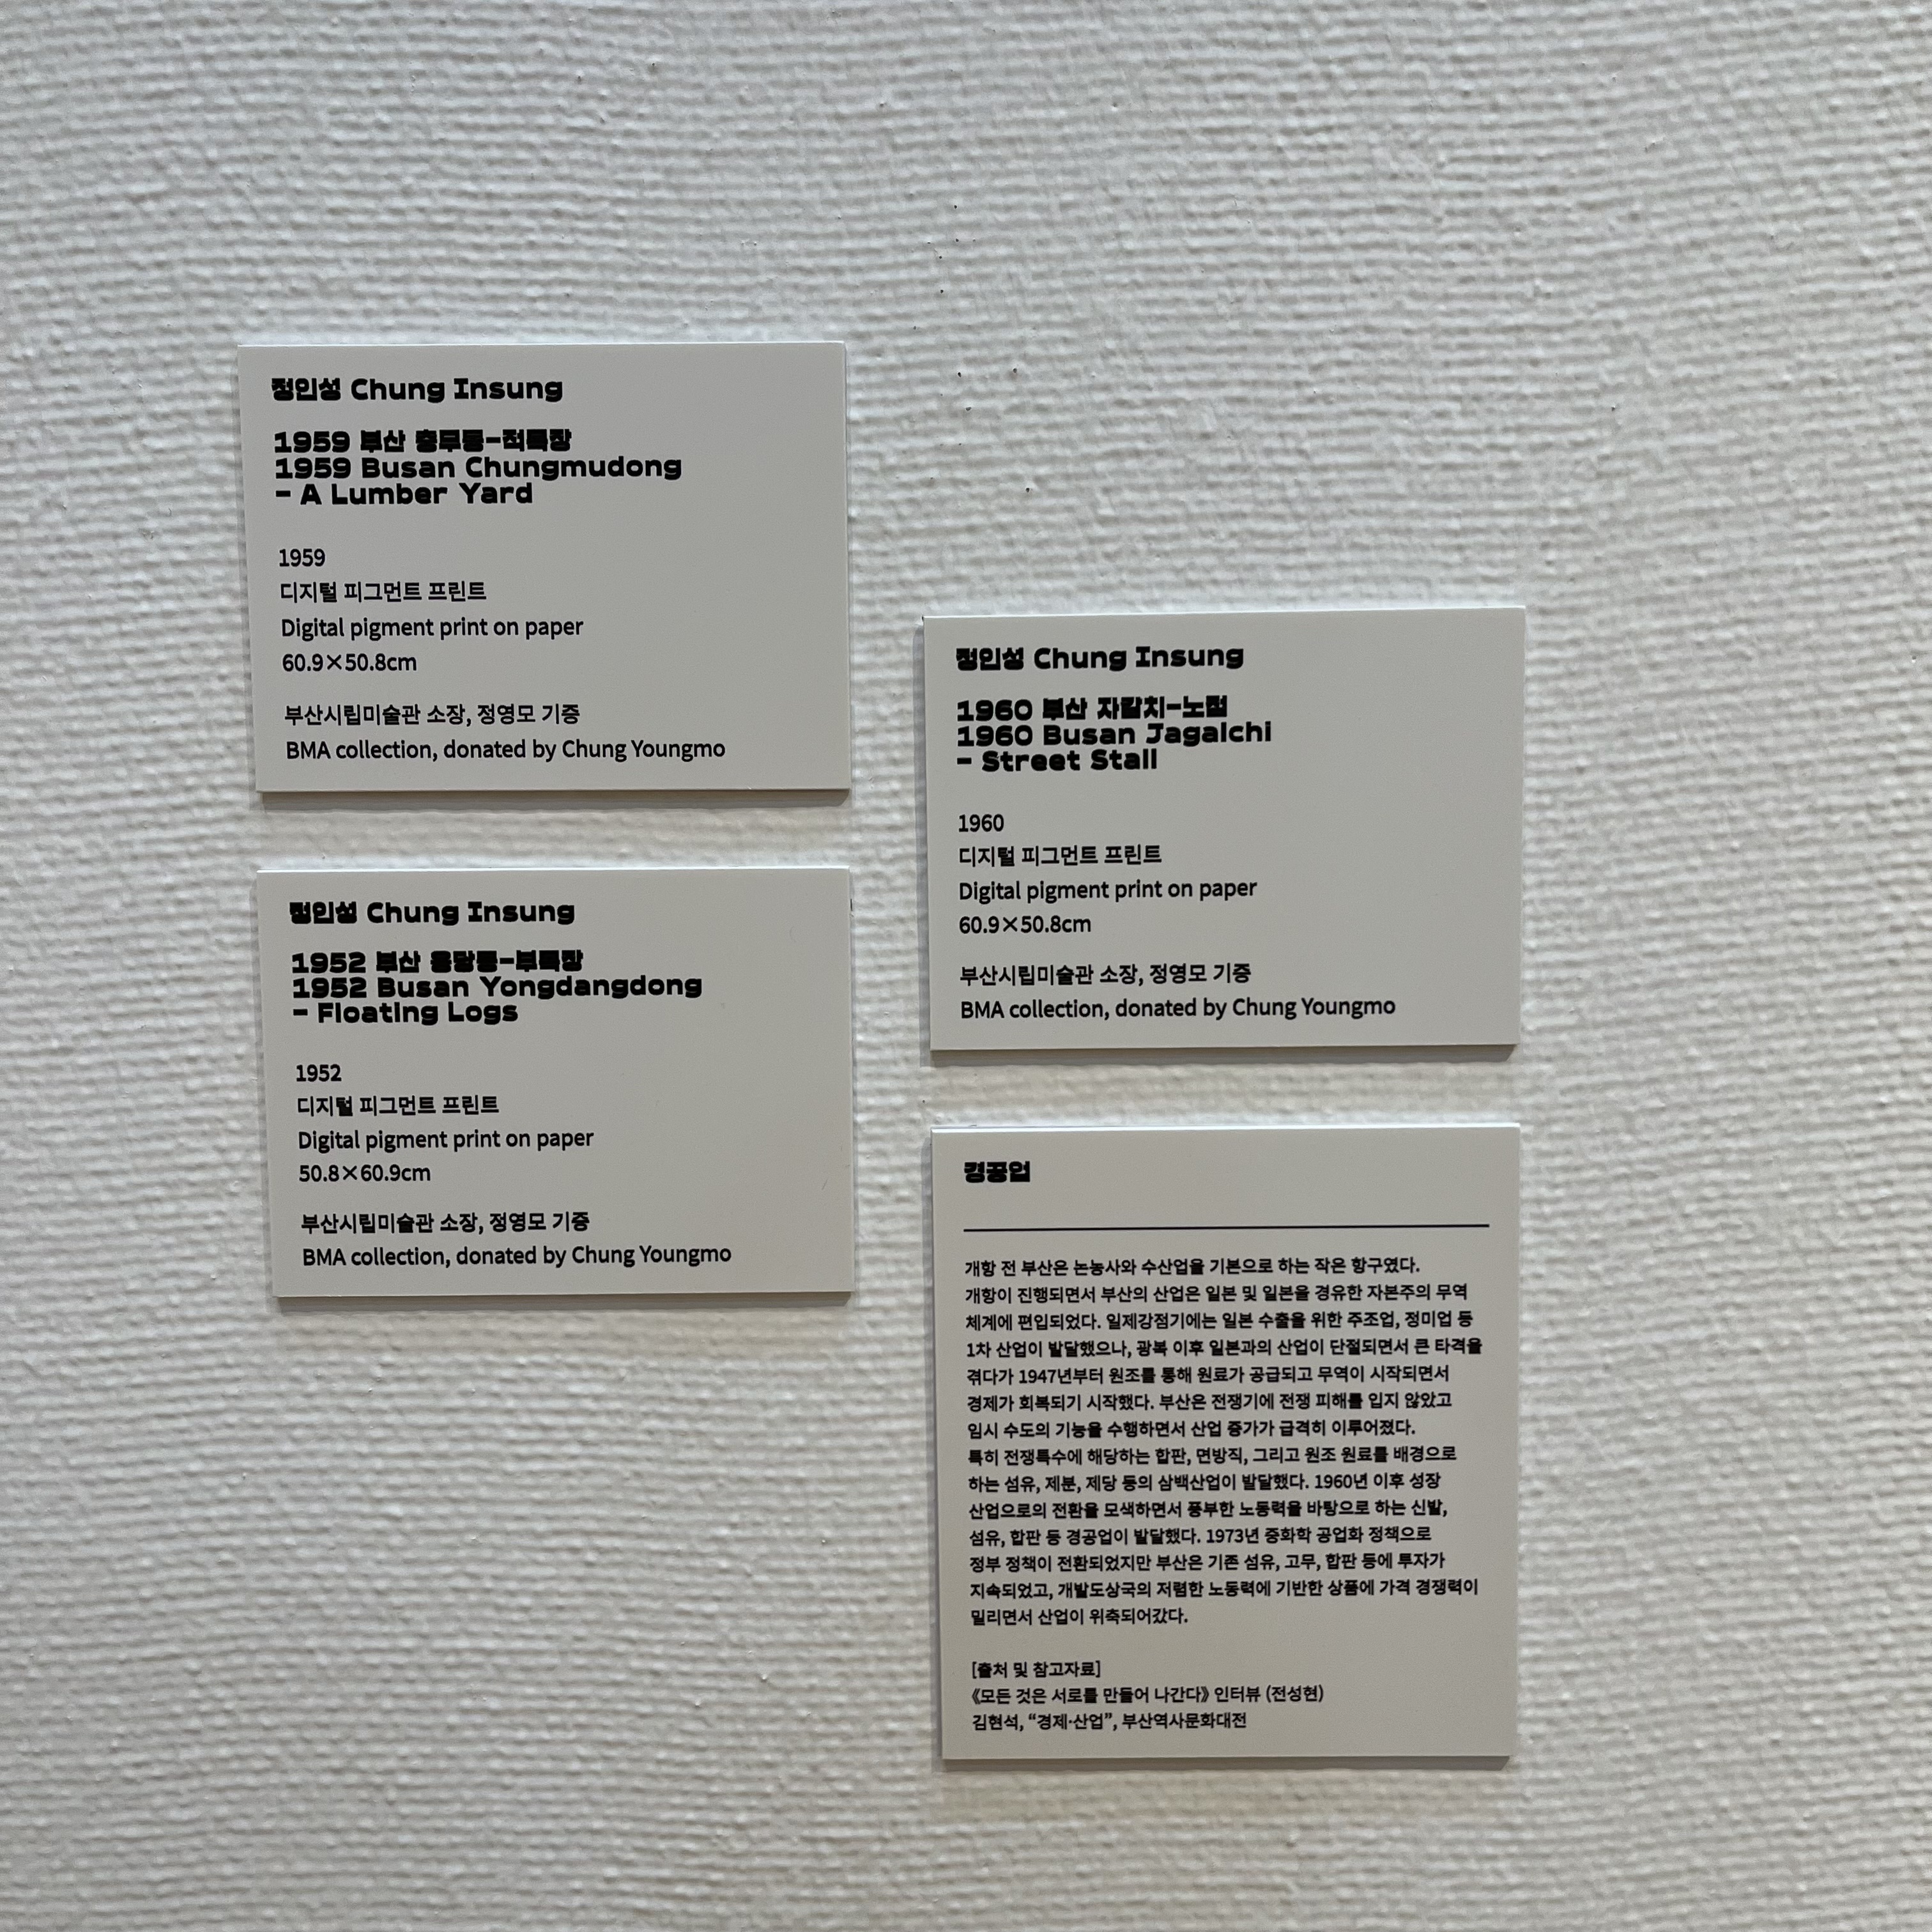 정인성 Chung Insung
1959 부산 충무동-적목장
1959 Busan Chungmudong
- A Lumber Yard
1959
디지털 피그먼트 프린트
Digital pigment print on paper
60.9×50.8cm
부산시립미술관 소장, 정영모 기증
BMA collection, donated by Chung Youngmo
정인성 Chung Insung
1952 부산 용당동-부목장
1952 Busan Yongdangdong
- Floating Logs
1952
디지털 피그먼트 프린트
Digital pigment print on paper
50.8×60.9cm
부산시립미술관 소장, 정영모 기증
BMA collection, donated by Chung Youngmo
정인성 Chung Insung
1960 부산 자갈치-노점
1960 Busan Jagalchi
- Street Stall
1960
디지털 피그먼트 프린트
Digital pigment print on paper
60.9×50.8cm
부산시립미술관 소장, 정영모 기증
BMA collection, donated by Chung Youngmo
경공업
개항 전 부산은 논농사와 수산업을 기본으로 하는 작은 항구였다.
개항이 진행되면서 부산의 산업은 일본 및 일본을 경유한 자본주의 무역
체계에 편입되었다. 일제강점기에는 일본 수출을 위한 주조업, 정미업 등
1차 산업이 발달했으나, 광복 이후 일본과의 산업이 단절되면서 큰 타격을
겪다가 1947년부터 원조를 통해 원료가 공급되고 무역이 시작되면서
경제가 회복되기 시작했다. 부산은 전쟁기에 전쟁 피해를 입지 않았고
임시 수도의 기능을 수행하면서 산업 증가가 급격히 이루어졌다.
특히 전쟁특수에 해당하는 합판, 면방직, 그리고 원조 원료를 배경으로
하는 섬유, 제분, 제당 등의 삼백산업이 발달했다. 1960년 이후 성장
산업으로의 전환을 모색하면서 풍부한 노동력을 바탕으로 하는 신발,
섬유, 합판 등 경공업이 발달했다. 1973년 중화학 공업화 정책으로
정부 정책이 전환되었지만 부산은 기존 섬유, 고무, 합판 등에 투자가
지속되었고, 개발도상국의 저렴한 노동력에 기반한 상품에 가격 경쟁력이
밀리면서 산업이 위축되어갔다.
[출처 및 참고자료]
《모든 것은 서로를 만들어 나간다》 인터뷰 (전성현)
김현석, “경제·산업”, 부산역사문화대전